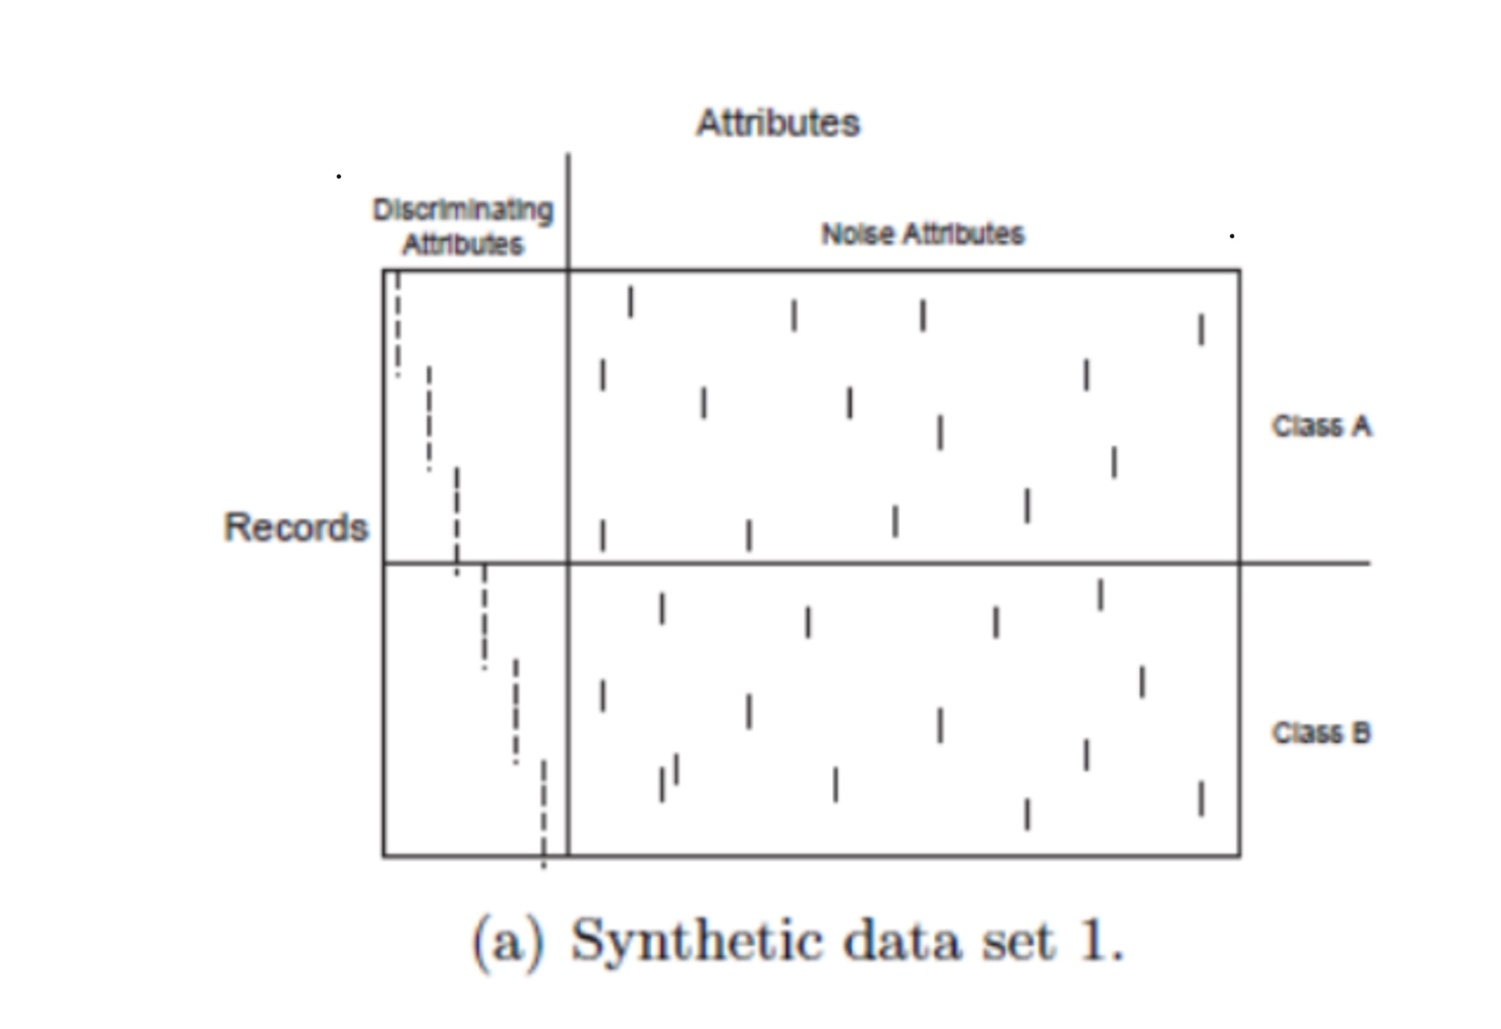 Attributes
Discriminating
Attributes
Noise Attributes
Class A
Records
Class B
(a) Synthetic data set 1.